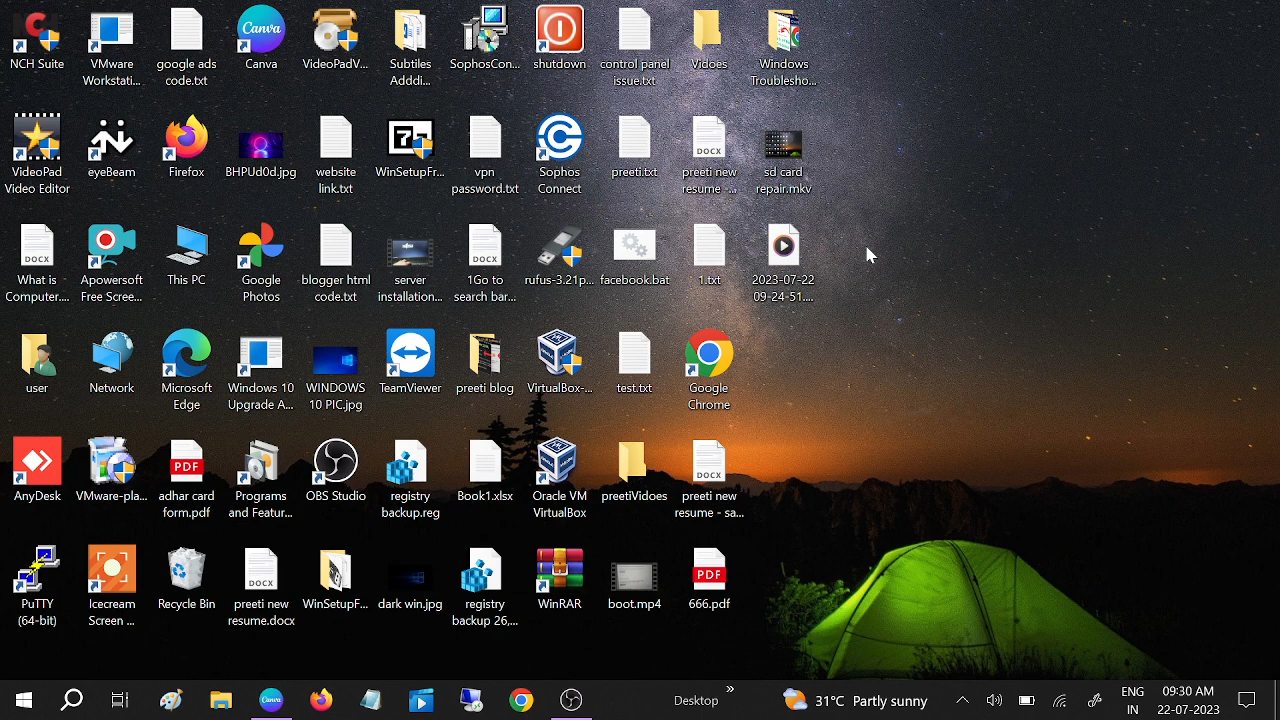 NCH Suite
VMware
Workstati...
google ads
code.txt
Canva
Canva
VideoPadV...
Subtiles
Adddi...
SophosCon...
shutdown
control panel
issue.txt
Vidoes
Windows
Troublesho...
VideoPad
Video Editor
eyeBeam
Firefox
BHPUd0d.jpg
website
link.txt
WinSetupFr...
vpn
password.txt
Sophos
Connect
preeti.txt
DOCX
preeti new
resume -...
sd card
repair.mkv
DOCX
What is
Computer....
Apowersoft
Free Scree...
This PC
Google
Photos
blogger html
code.txt
server
installation...
DOCX
1Go to
search bar...
rufus-3.21p...
facebook.bat
1.txt
2023-07-22
09-24-51....
user
Network
Microsoft
Edge
Windows 10
Upgrade A...
WINDOWS
10 PIC.jpg
TeamViewer
preeti blog
VirtualBox-...
test.txt
Google
Chrome
AnyDesk
VMware-pla...
PDF
adhar card
form.pdf
Programs
and Featur...
OBS Studio
registry
backup.reg
Book1.xlsx
Oracle VM
VirtualBox
preetiVidoes
DOCX
preeti new
resume - sa...
PuTTY
(64-bit)
Icecream
Screen ...
Recycle Bin
DOCX
preeti new
resume.docx
WinSetupF...
dark win.jpg
registry
backup 26,...
WinRAR
boot.mp4
PDF
666.pdf
Desktop
»
31°C Partly sunny
ENG
IN
09:30 AM
22-07-2023